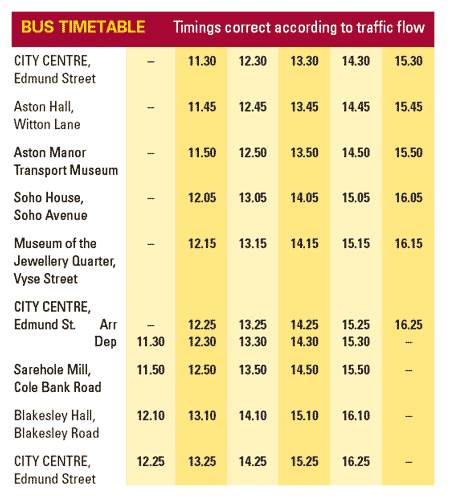 BUS TIMETABLE Timings correct according to traffic flow
CITY CENTRE, – 11.30 12.30 13.30 14.30 15.30
Edmund Street
Aston Hall, – 11.45 12.45 13.45 14.45 15.45
Witton Lane
Aston Manor – 11.50 12.50 13.50 14.50 15.50
Transport Museum
Soho House, – 12.05 13.05 14.05 15.05 16.05
Soho Avenue
Museum of the – 12.15 13.15 14.15 15.15 16.15
Jewellery Quarter,
Vyse Street
CITY CENTRE,
Edmund St. Arr – 12.25 13.25 14.25 15.25 16.25
Dep 11.30 12.30 13.30 14.30 15.30 –
Sarehole Mill, 11.50 12.50 13.50 14.50 15.50 –
Cole Bank Road
Blakesley Hall, 12.10 13.10 14.10 15.10 16.10 –
Blakesley Road
CITY CENTRE, 12.25 13.25 14.25 15.25 16.25 –
Edmund Street